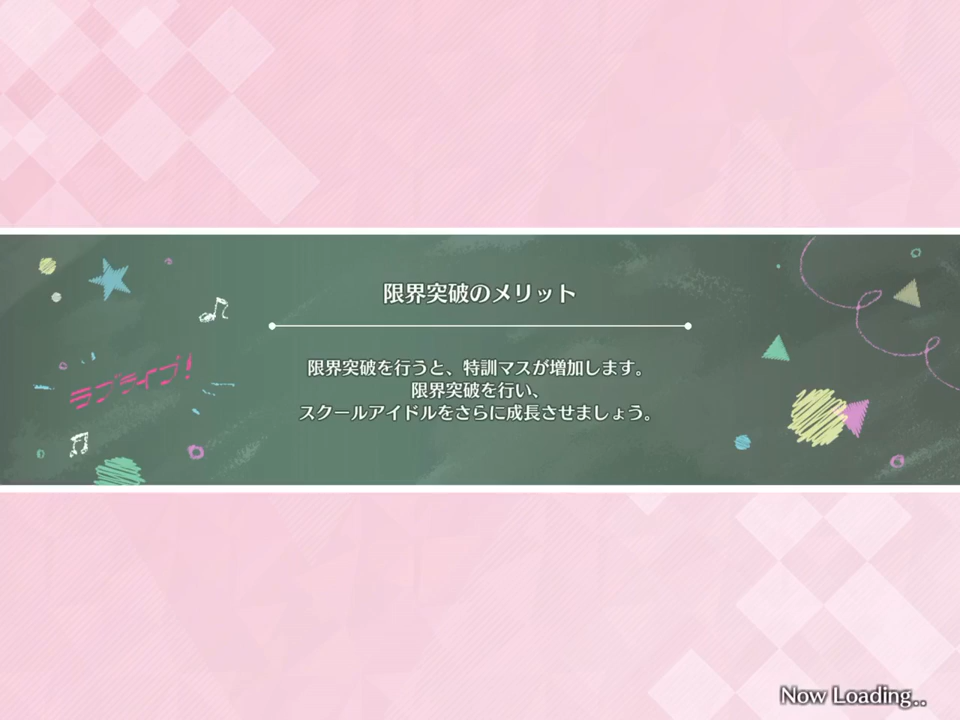 限界突破のメリット
限界突破を行うと、特訓マスが増加します。
限界突破を行い、
スクールアイドルをさらに成長させましょう。
ラブライブ!
Now Loading..